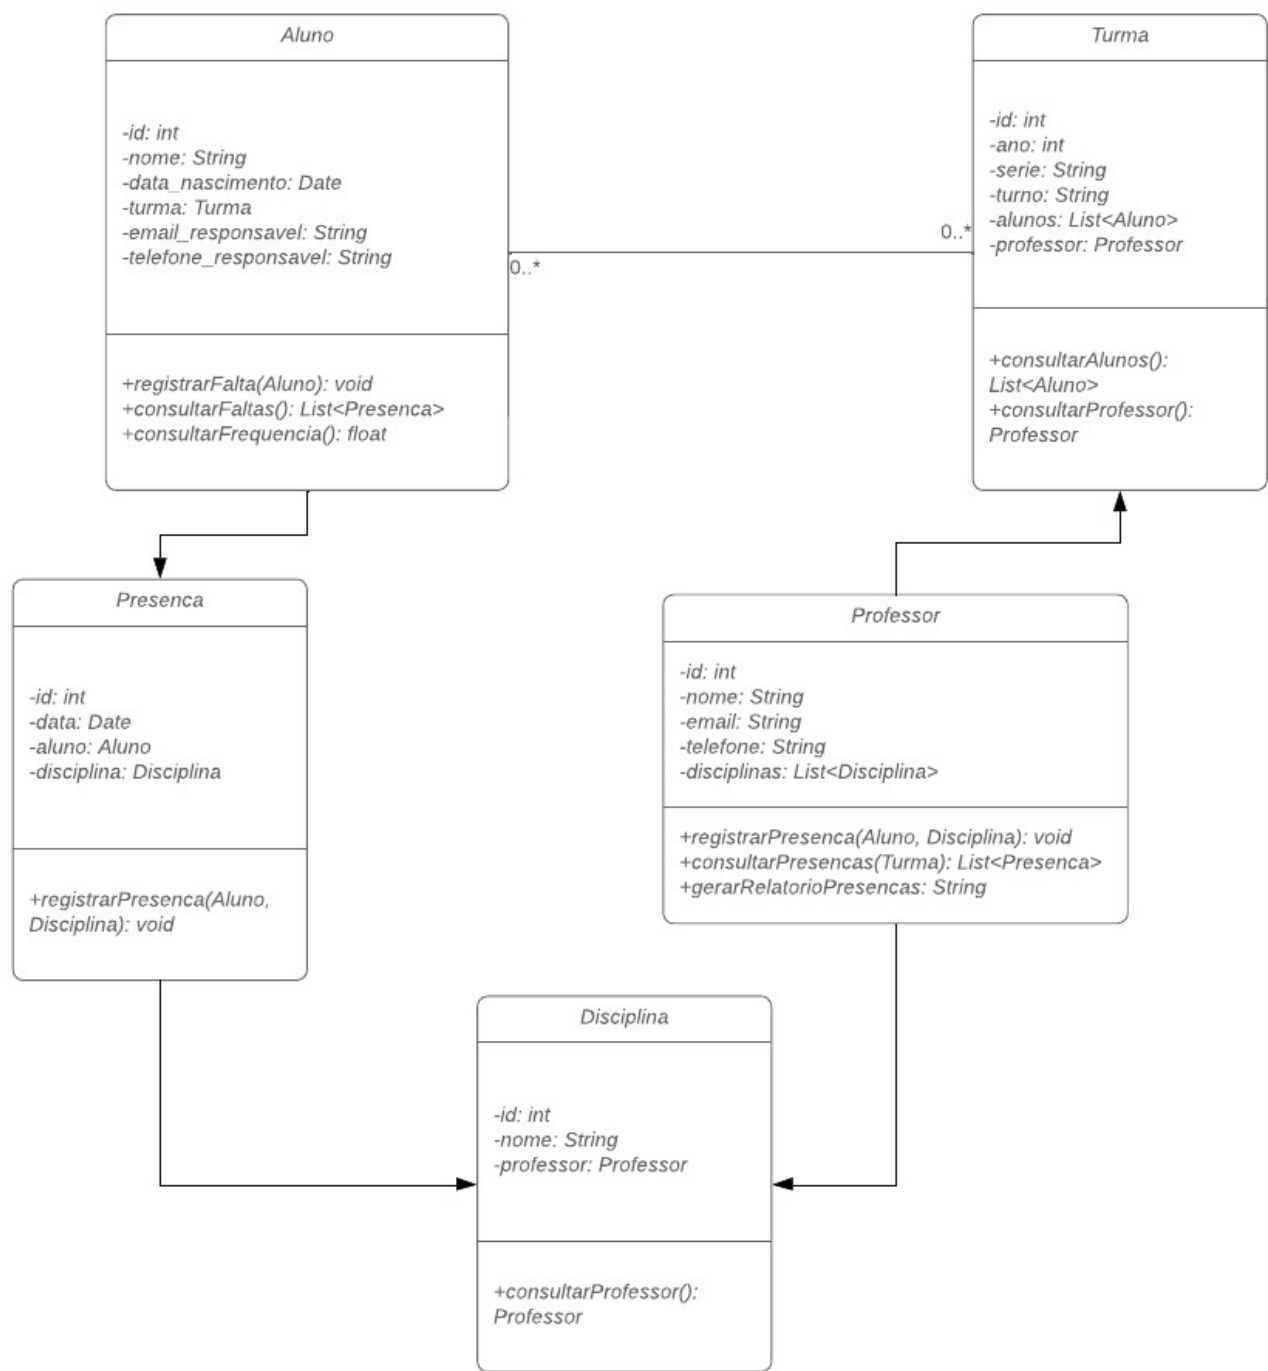 Aluno
-id: int
-nome: String
-data_nascimento: Date
-turma: Turma
-email_responsavel: String
-telefone_responsavel: String
+registrarFalta(Aluno): void
+consultarFaltas(): List<Presenca>
+consultarFrequencia(): float
0..*
0..*
Turma
-id: int
-ano: int
-serie: String
-turno: String
-alunos: List<Aluno>
-professor: Professor
+consultarAlunos():
List<Aluno>
+consultarProfessor():
Professor
Presenca
-id: int
-data: Date
-aluno: Aluno
-disciplina: Disciplina
+registrarPresenca(Aluno,
Disciplina): void
Professor
-id: int
-nome: String
-email: String
-telefone: String
-disciplinas: List<Disciplina>
+registrarPresenca(Aluno, Disciplina): void
+consultarPresencas(Turma): List<Presenca>
+gerarRelatorioPresencas: String
Disciplina
-id: int
-nome: String
-professor: Professor
+consultarProfessor():
Professor